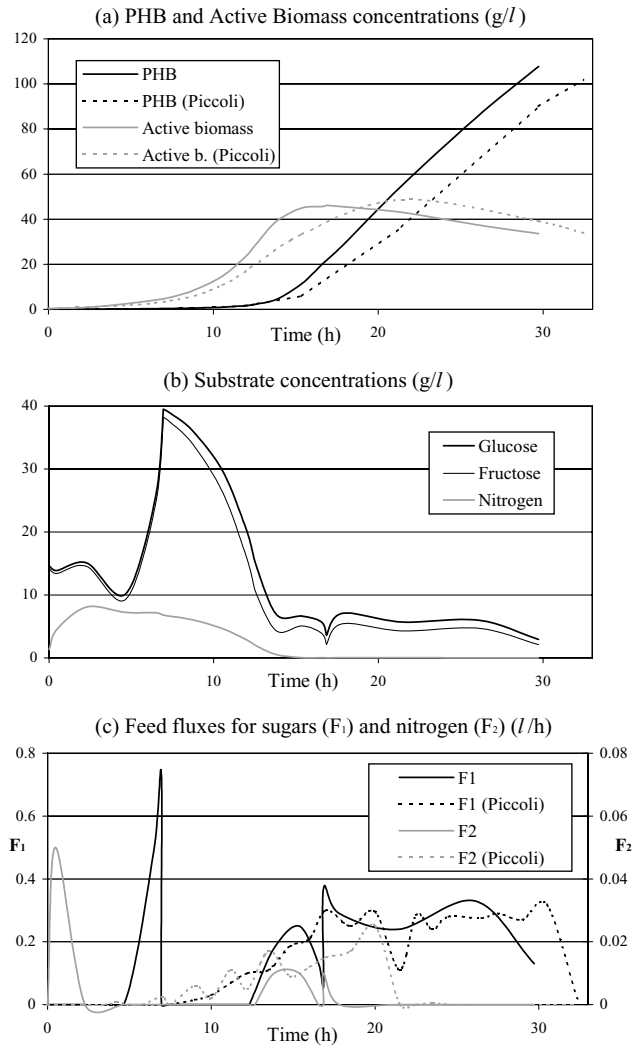 (a) PHB and Active Biomass concentrations (g/l)
120
100
80
60
40
20
0
PHB
PHB (Piccoli)
Active biomass
Active b. (Piccoli)
0 10 20 30
Time (h)
(b) Substrate concentrations (g/l)
40
30
20
10
0
Glucose
Fructose
Nitrogen
0 10 20 30
Time (h)
(c) Feed fluxes for sugars (F₁) and nitrogen (F₂) (l/h)
0.8
0.6
0.4
0.2
0
F₁
F1
F1 (Piccoli)
F2
F2 (Piccoli)
0.08
0.06
0.04
0.02
0
F₂
0 10 20 30
Time (h)